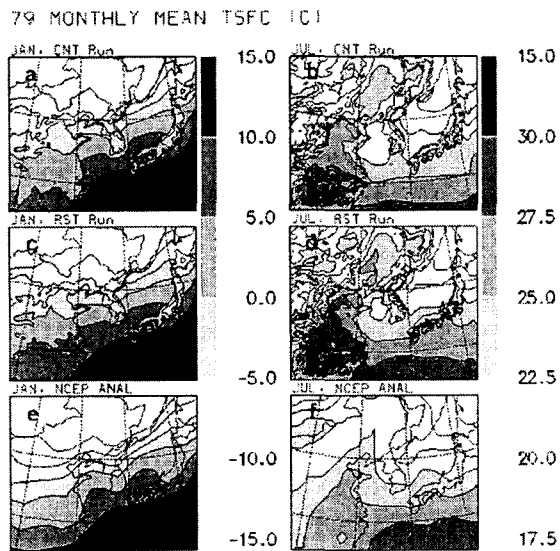 79 MONTHLY MEAN TSFC (C)
JAN. CNT Run
a
15.0
10.0
5.0
0.0
-5.0
-10.0
-15.0
JUL. CNT Run
b
15.0
30.0
27.5
25.0
22.5
20.0
17.5
JAN. RST Run
c
JUL. RST Run
d
JAN. NCEP ANAL
e
JUL. NCEP ANAL
f